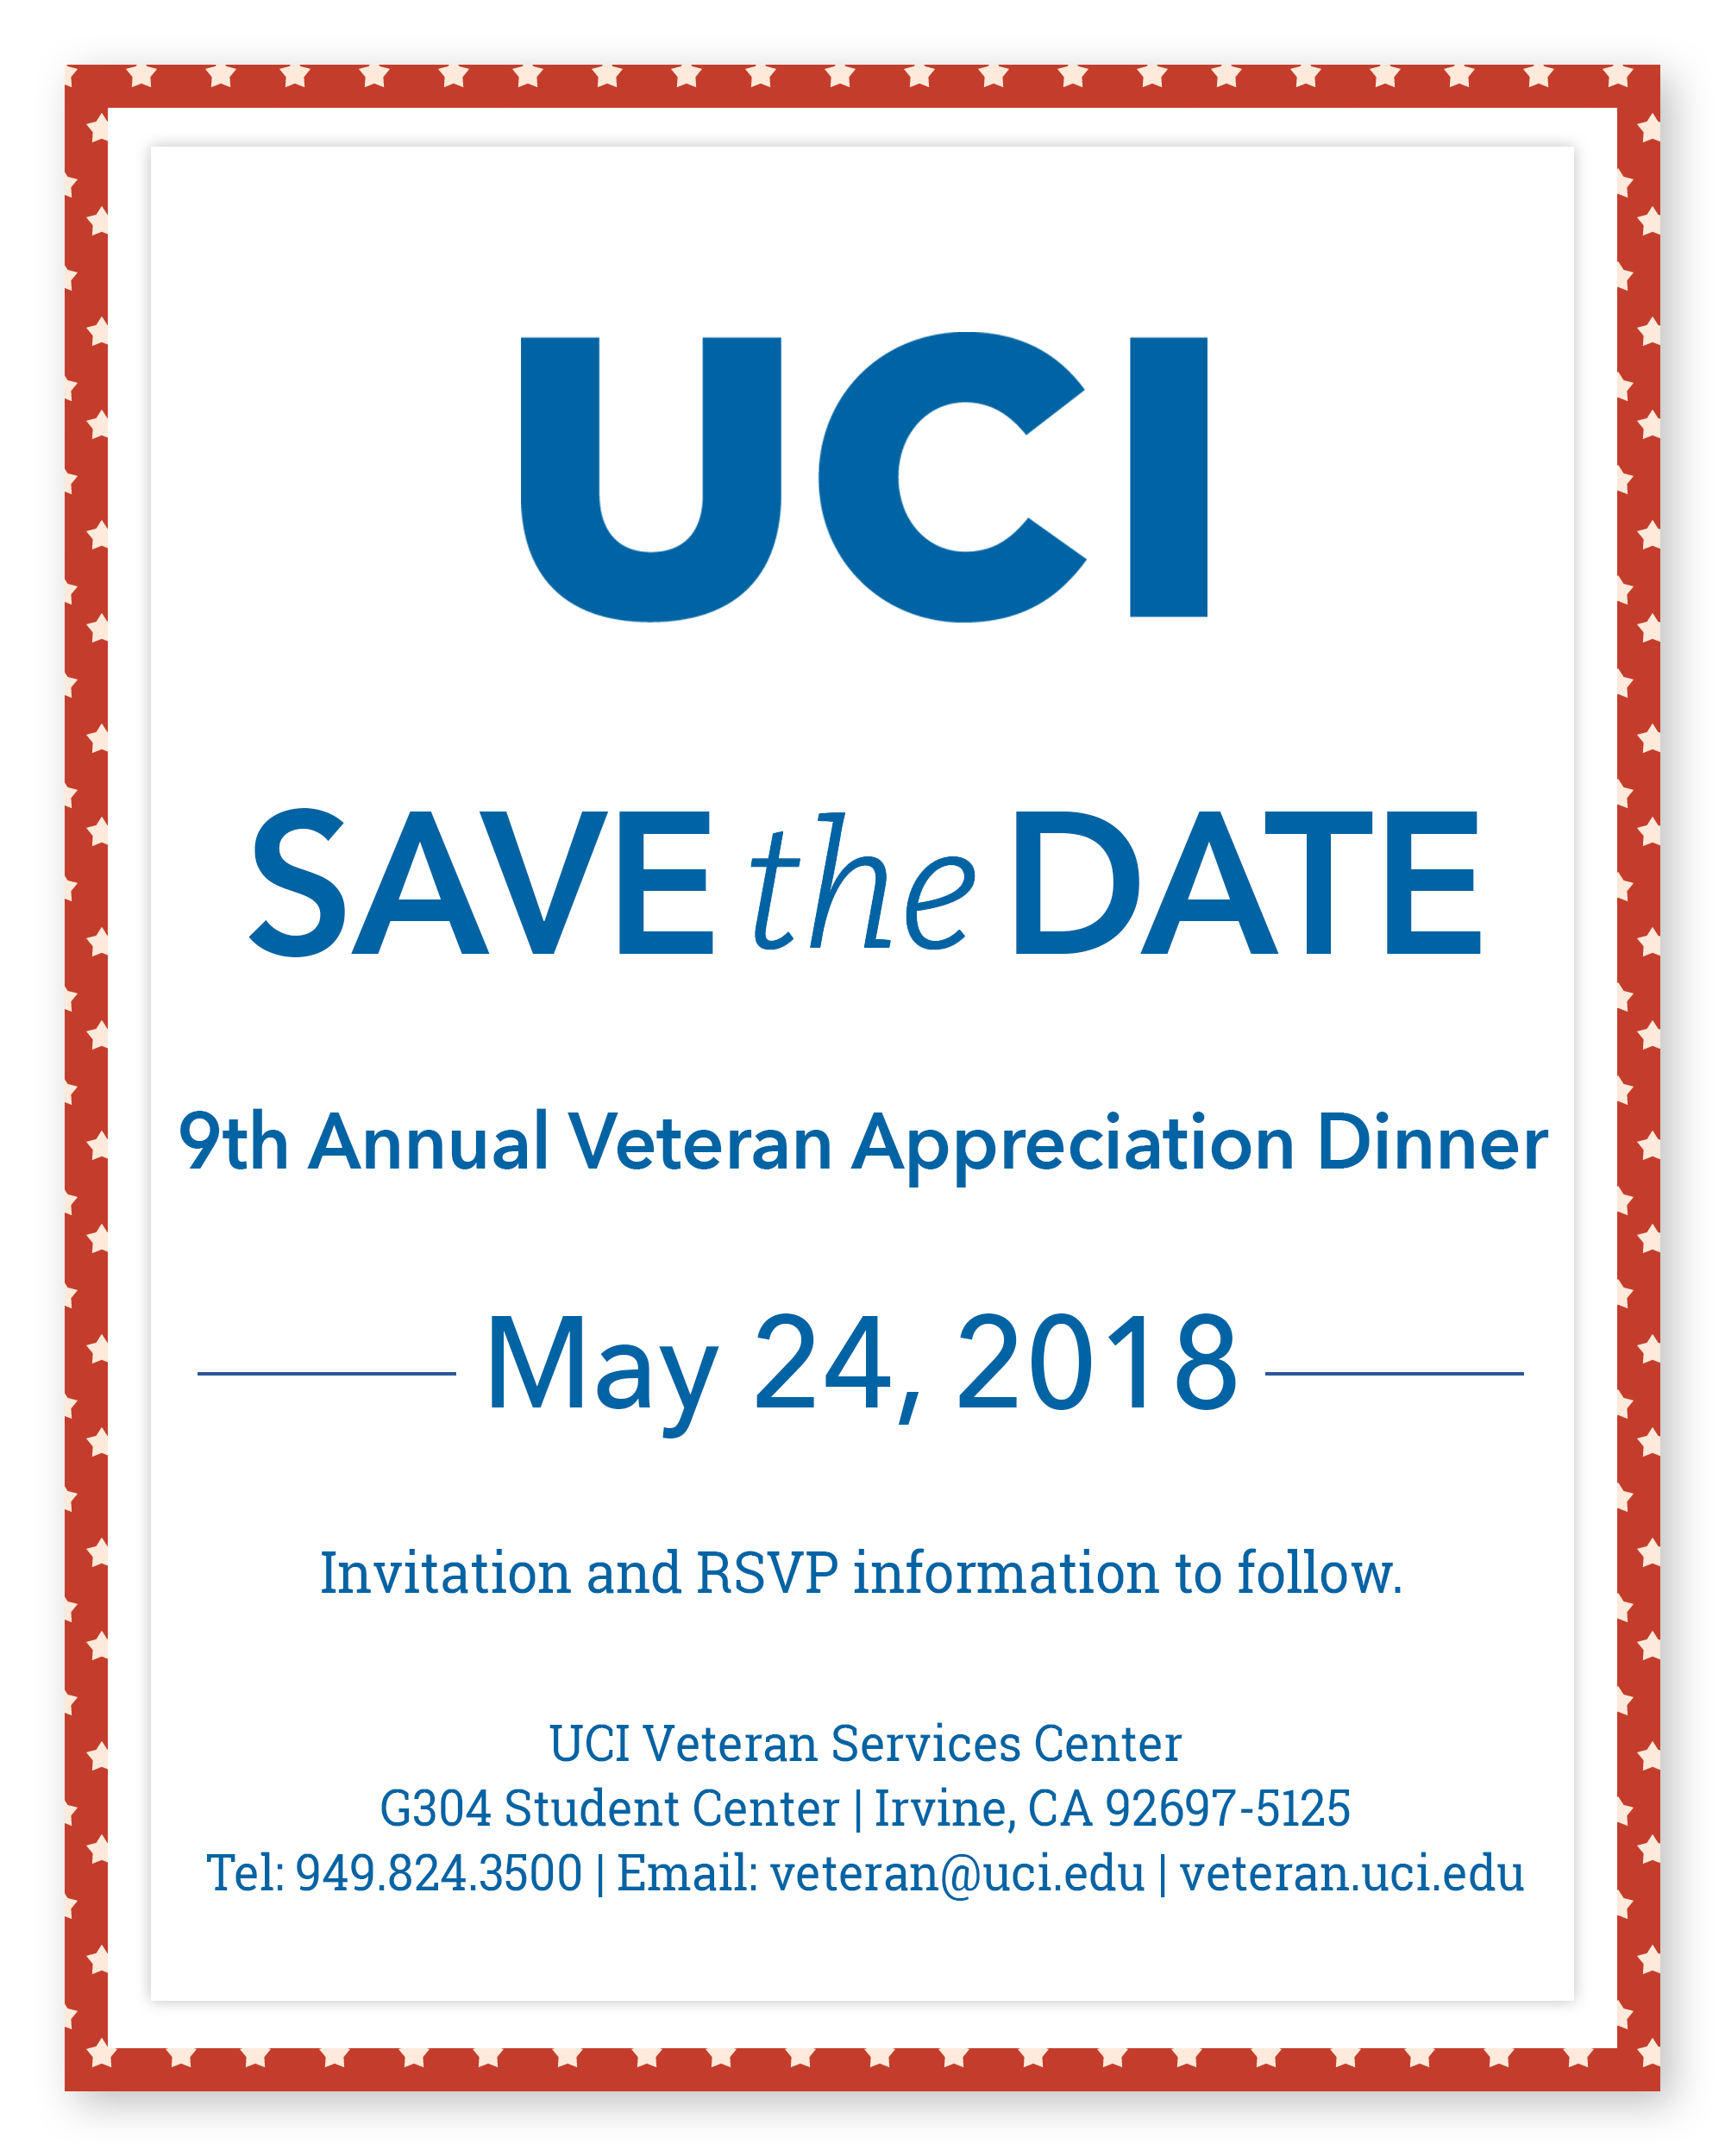 UCI
SAVE the DATE
9th Annual Veteran Appreciation Dinner
May 24, 2018
Invitation and RSVP information to follow.
UCI Veteran Services Center
G304 Student Center | Irvine, CA 92697-5125
Tel: 949.824.3500 | Email: veteran@uci.edu | veteran.uci.edu